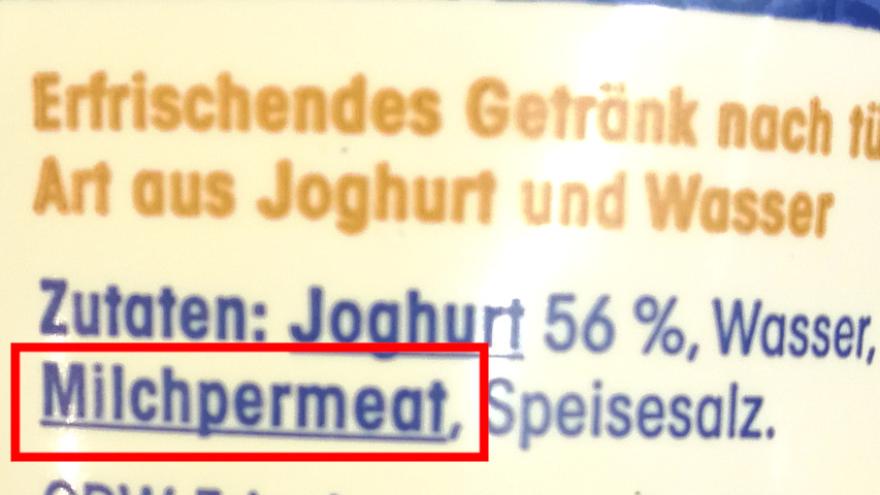 Erfrischendes Getränk nach
Art aus Joghurt und Wasser
Zutaten: Joghurt 56 %, Wasser,
Milchpermeat, Speisesalz.